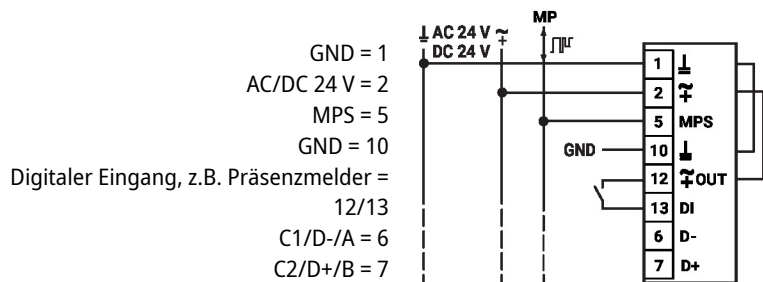 GND = 1
AC/DC 24 V = 2
MPS = 5
GND = 10
Digitaler Eingang, z.B. Präsenzmelder =
12/13
C1/D-/A = 6
C2/D+/B = 7
MP
AC 24 V
DC 24 V
1
2
5 MPS
GND 10
12 OUT
13 DI
6 D-
7 D+